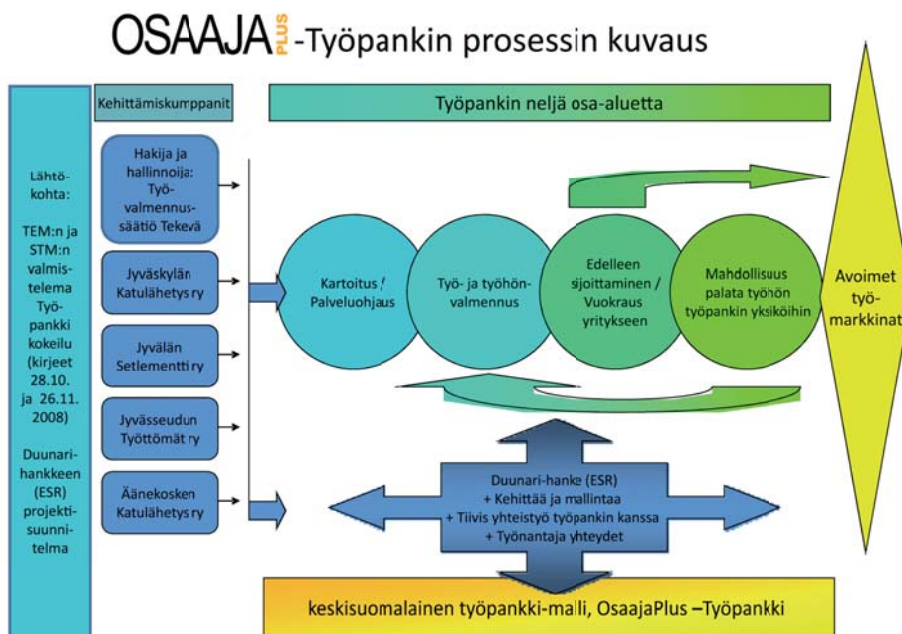 OSAAJA PLUS -Työpankin prosessin kuvaus
Lähtö-
kohta:
TEM:n ja
STM:n
valmis-
telema
Työ-
pankki
kokeilu
(kirjeet
28.10.
ja 26.11.
2008)
Duunari-
hankkeen
(ESR)
projekti-
suunni-
telma
Kehittämiskumppanit
Hakija ja
hallinnoija:
Työ-
valmennus-
säätiö Tekevä
Jyväskylän
Katulähetys ry
Jyvälän
Setlementti ry
Jyvässeudun
Työttömät ry
Äänekosken
Katulähetys ry
Työpankin neljä osa-aluetta
Kartoitus /
Palveluohjaus
Työ- ja työhön-
valmennus
Edelleen
sijoittaminen /
Vuokraus
yritykseen
Mahdollisuus
palata työhön
työpankin yksiköihin
Avoimet
työ-
markkinat
Duunari-hanke (ESR)
+ Kehittää ja mallintaa
+ Tiivis yhteistyö työpankin kanssa
+ Työnantaja yhteydet
keskisuomalainen työpankki-malli, OsaajaPlus –Työpankki